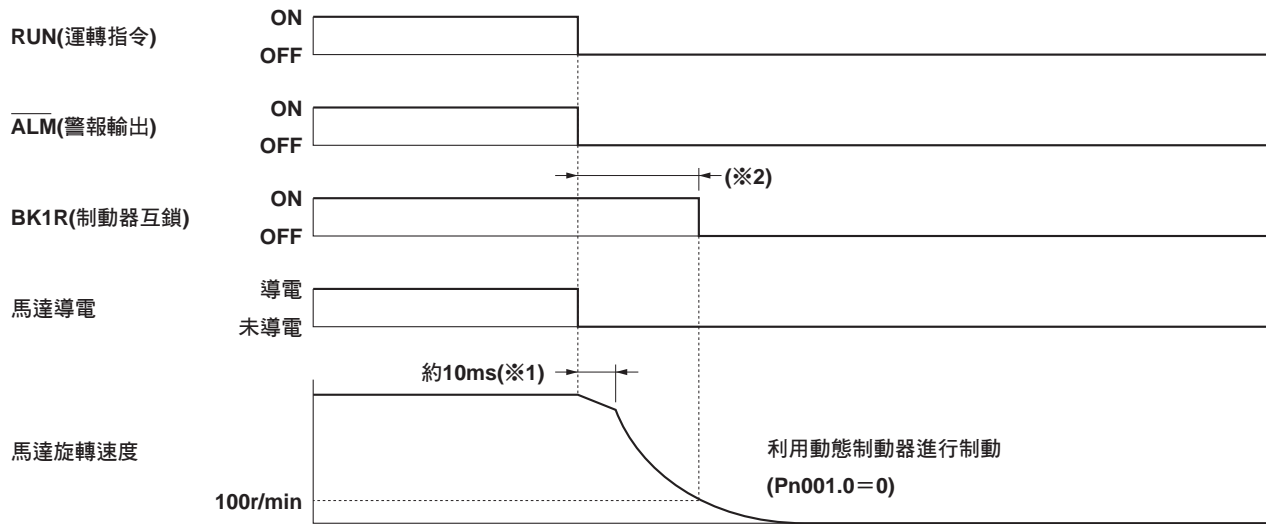 ON
RUN(運轉指令)
OFF
ON
ALM(警報輸出)
OFF
(※2)
ON
BK1R(制動器互鎖)
OFF
導電
馬達導電
未導電
約10ms(※1)
馬達旋轉速度
利用動態制動器進行制動
(Pn001.0＝0)
100r/min